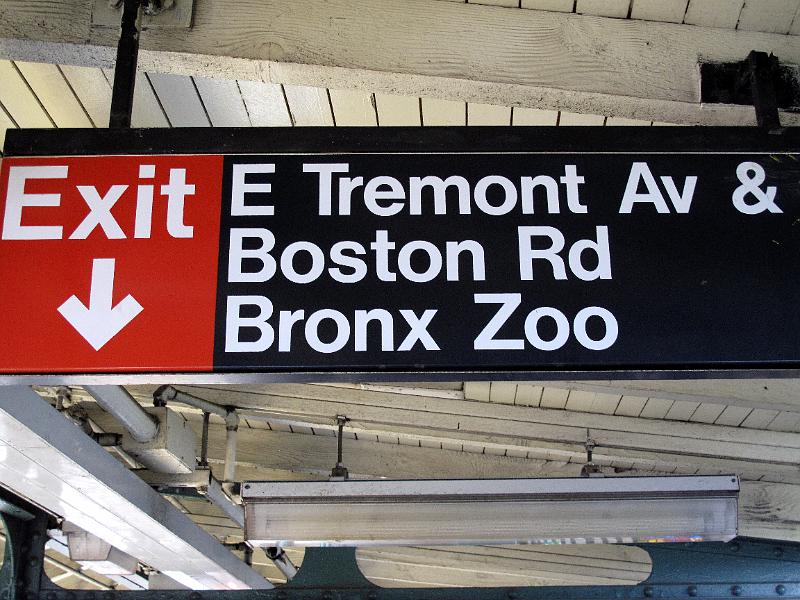 Exit
E Tremont Av &
Boston Rd
Bronx Zoo